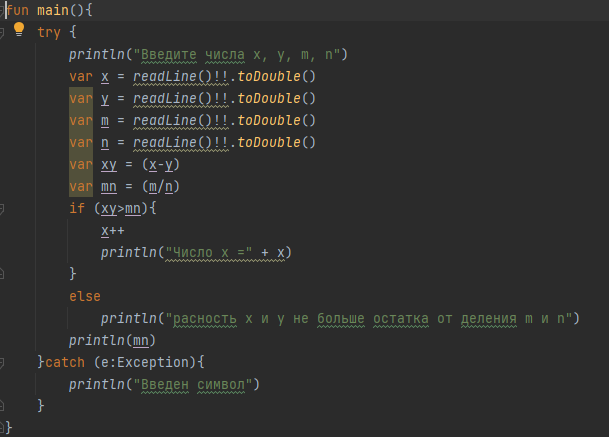 fun main(){
    try {
        println("Введите числа x, y, m, n")
        var x = readLine()!!.toDouble()
        var y = readLine()!!.toDouble()
        var m = readLine()!!.toDouble()
        var n = readLine()!!.toDouble()
        var xy = (x-y)
        var mn = (m/n)
        if (xy>mn){
            x++
            println("Число x =" + x)
        }
        else
            println("расность x и y не больше остатка от деления m и n")
        println(mn)
    }catch (e:Exception){
        println("Введен символ")
    }
}